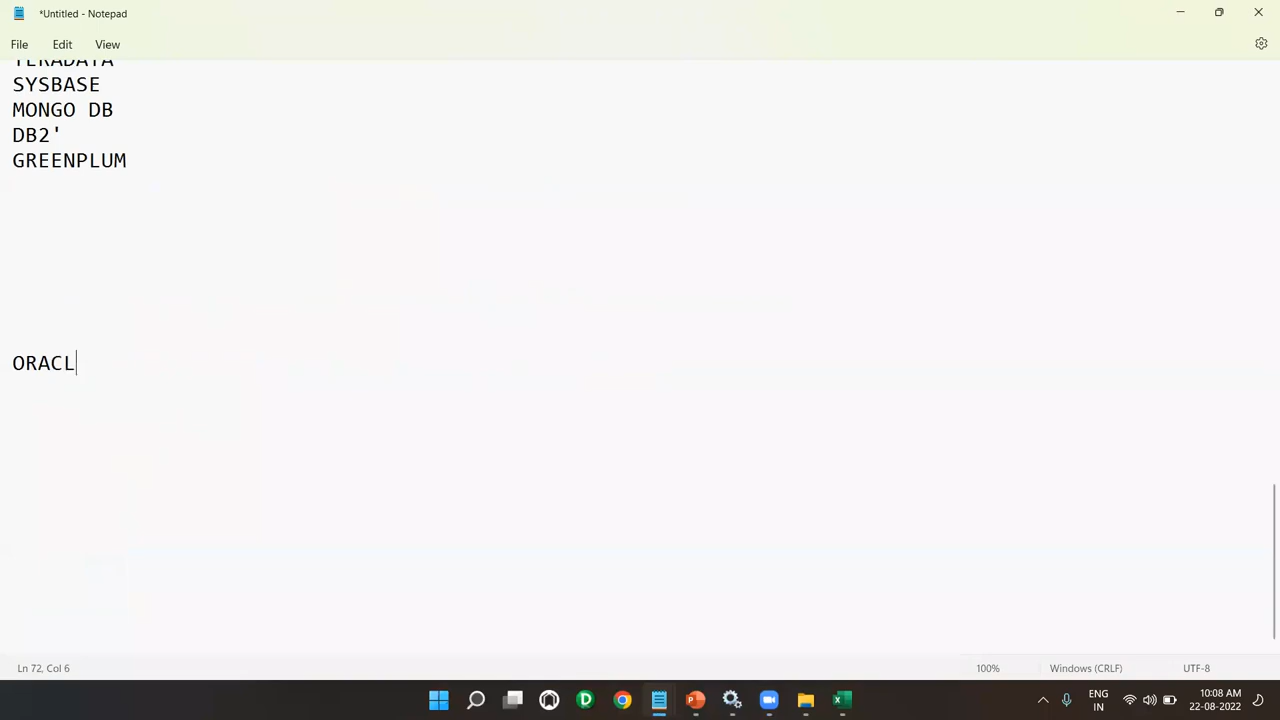 *Untitled - Notepad
File Edit View
TERADATA
SYSBASE
MONGO DB
DB2'
GREENPLUM
ORACL
Ln 72, Col 6
100%
Windows (CRLF)
UTF-8
ENG
IN
10:08 AM
22-08-2022